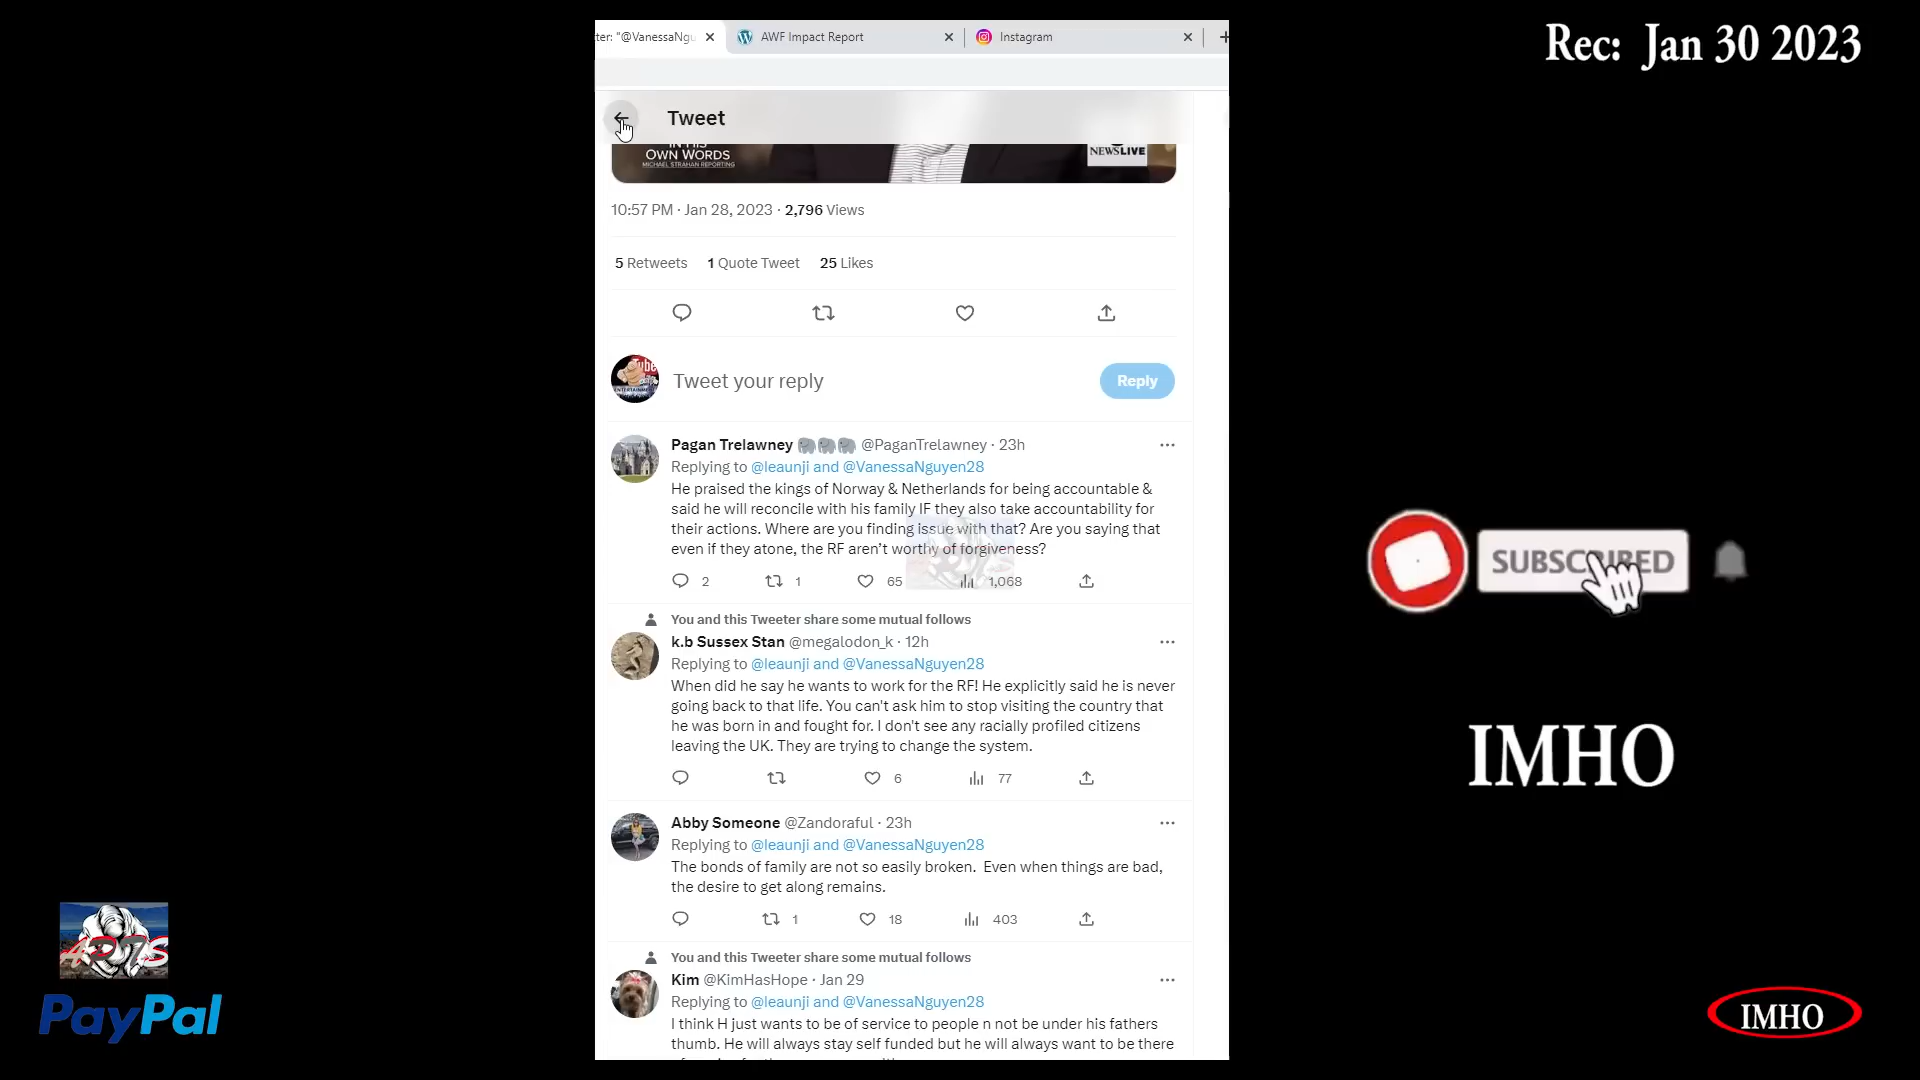 ter: "@VanessaNgu
AWF Impact Report
Instagram
Rec: Jan 30 2023
Tweet
IN HIS
OWN WORDS
MICHAEL STRAHAN REPORTING
NEWSLIVE
10:57 PM · Jan 28, 2023 · 2,796 Views
5 Retweets 1 Quote Tweet 25 Likes
Tweet your reply
Reply
Pagan Trelawney 🐘🐘🐘 @PaganTrelawney · 23h
Replying to @leaunji and @VanessaNguyen28
He praised the kings of Norway & Netherlands for being accountable &
said he will reconcile with his family IF they also take accountability for
their actions. Where are you finding issue with that? Are you saying that
even if they atone, the RF aren't worthy of forgiveness?
2 1 65 1,068
You and this Tweeter share some mutual follows
k.b Sussex Stan @megalodon_k · 12h
Replying to @leaunji and @VanessaNguyen28
When did he say he wants to work for the RF! He explicitly said he is never
going back to that life. You can't ask him to stop visiting the country that
he was born in and fought for. I don't see any racially profiled citizens
leaving the UK. They are trying to change the system.
6 77
Abby Someone @Zandoraful · 23h
Replying to @leaunji and @VanessaNguyen28
The bonds of family are not so easily broken. Even when things are bad,
the desire to get along remains.
1 18 403
You and this Tweeter share some mutual follows
Kim @KimHasHope · Jan 29
Replying to @leaunji and @VanessaNguyen28
I think H just wants to be of service to people n not be under his fathers
thumb. He will always stay self funded but he will always want to be there
SUBSCRIBED
IMHO
PayPal
IMHO